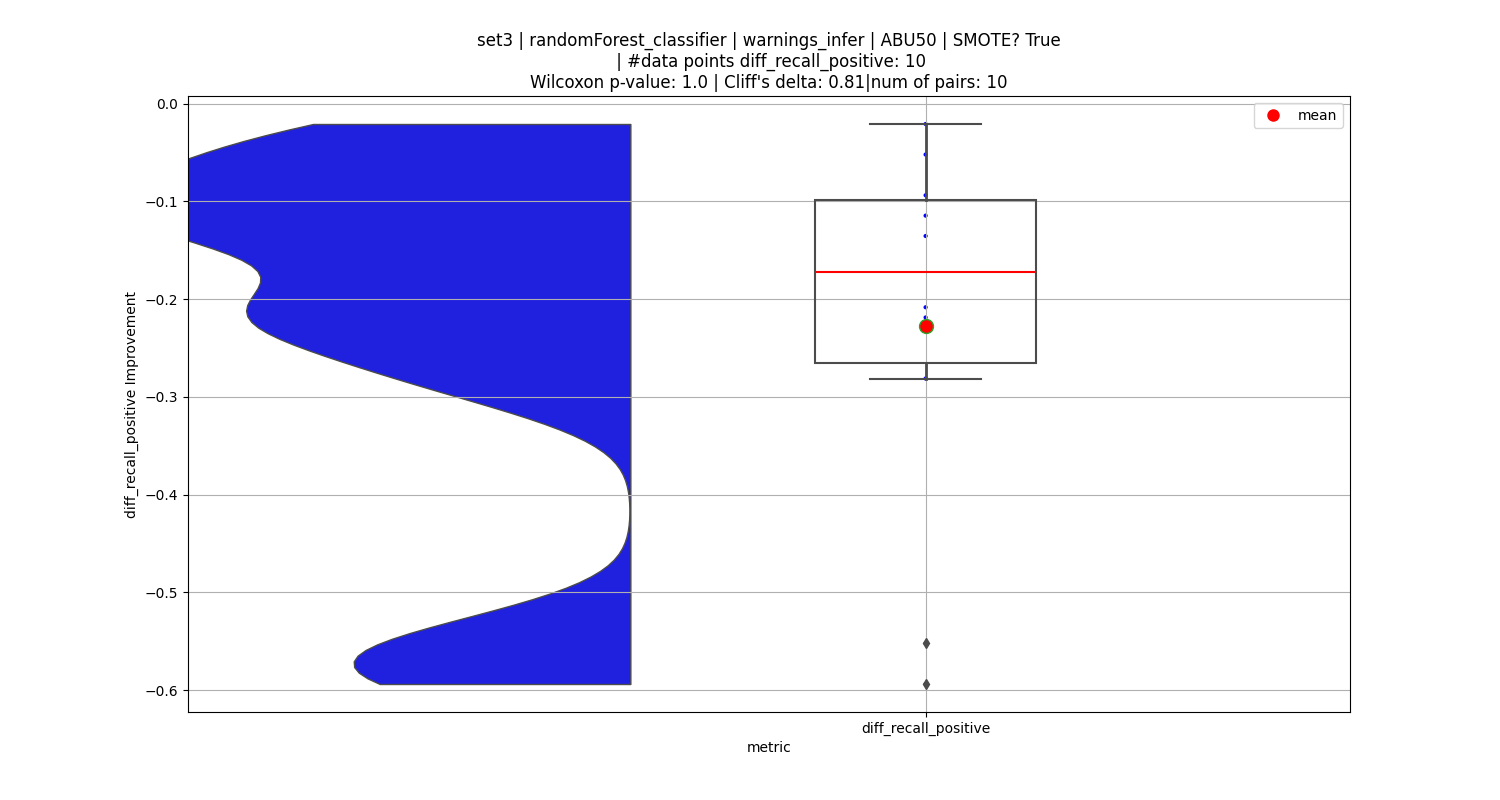 set3 | randomForest_classifier | warnings_infer | ABU50 | SMOTE? True
| #data points diff_recall_positive: 10
Wilcoxon p-value: 1.0 | Cliff's delta: 0.81|num of pairs: 10
mean
0.0
−0.1
−0.2
−0.3
−0.4
−0.5
−0.6
diff_recall_positive Improvement
diff_recall_positive
metric